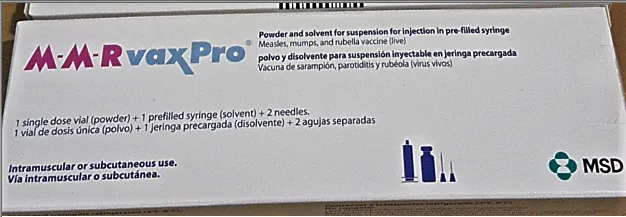 M-M-R vaxPro®
Powder and solvent for suspension for injection in pre-filled syringe
Measles, mumps, and rubella vaccine (live)
polvo y disolvente para suspensión inyectable en jeringa precargada
Vacuna de sarampión, parotiditis y rubéola (virus vivos)
1 single dose vial (powder) + 1 prefilled syringe (solvent) + 2 needles.
1 vial de dosis única (polvo) + 1 jeringa precargada (disolvente) + 2 agujas separadas
Intramuscular or subcutaneous use.
Vía intramuscular o subcutánea.
MSD